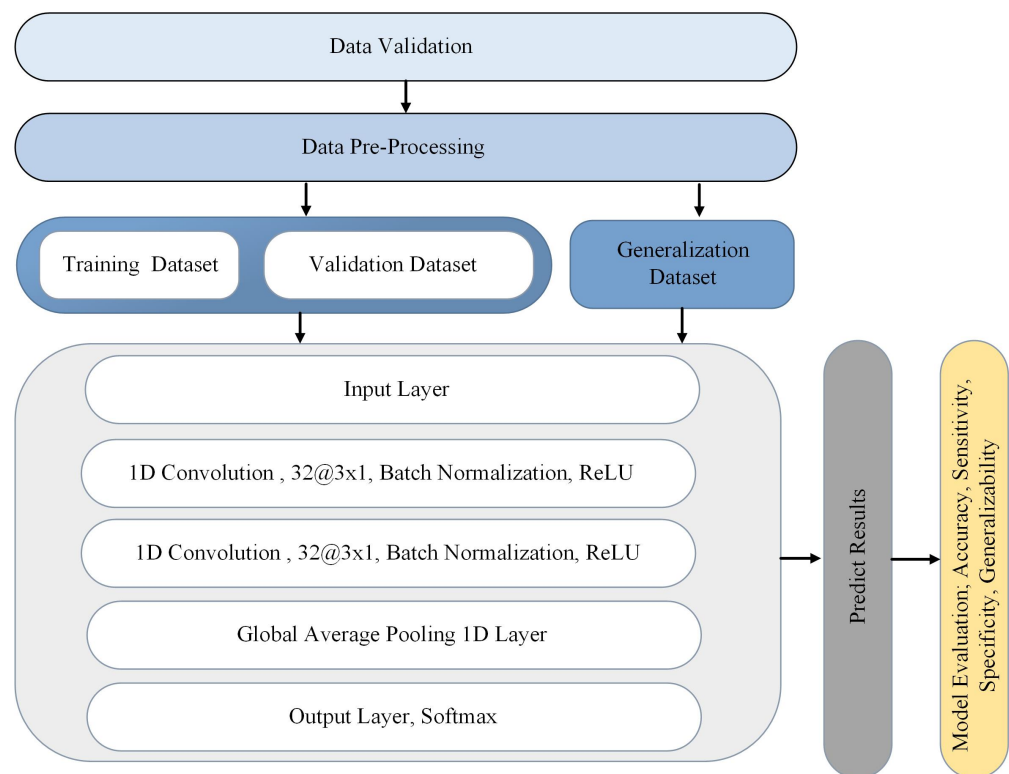 Data Validation
Data Pre-Processing
Training Dataset
Validation Dataset
Generalization
Dataset
Input Layer
1D Convolution , 32@3x1, Batch Normalization, ReLU
1D Convolution , 32@3x1, Batch Normalization, ReLU
Global Average Pooling 1D Layer
Output Layer, Softmax
Predict Results
Model Evaluation; Accuracy, Sensitivity,
Specificity, Generalizability